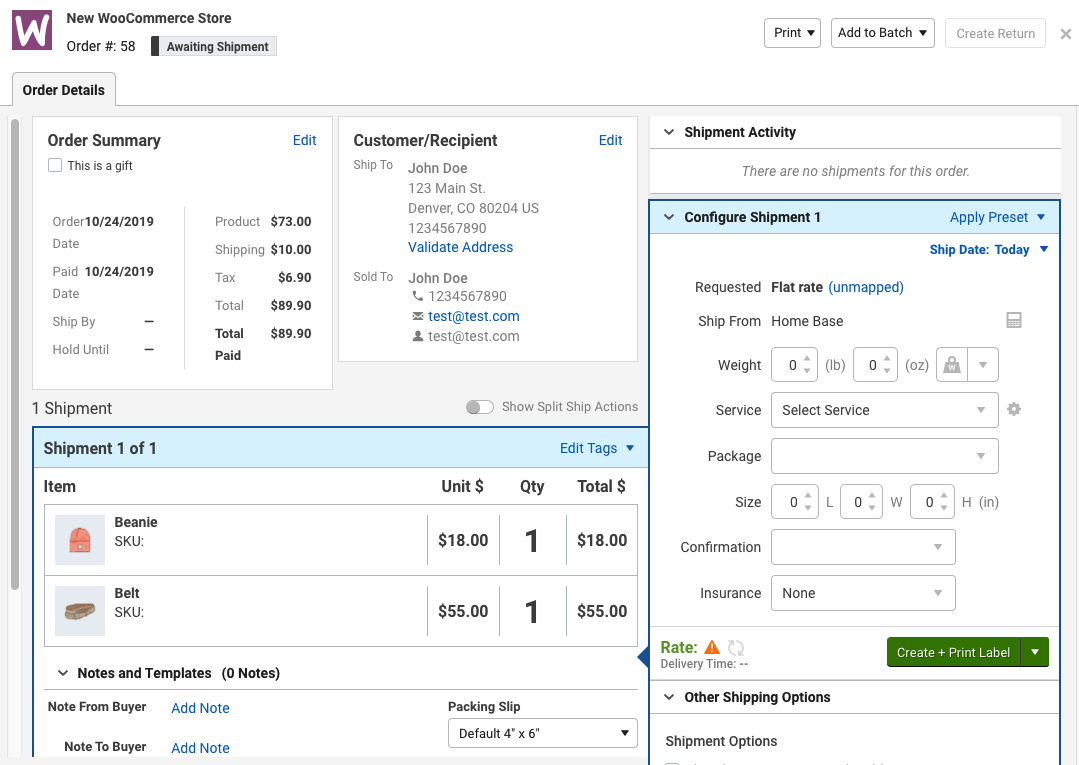 W
New WooCommerce Store
Order #: 58
Awaiting Shipment
Print
Add to Batch
Create Return
Order Details
Order Summary
Edit
This is a gift
Order Date 10/24/2019
Paid Date 10/24/2019
Ship By —
Hold Until —
Product $73.00
Shipping $10.00
Tax $6.90
Total $89.90
Total Paid $89.90
Customer/Recipient
Edit
Ship To
John Doe
123 Main St.
Denver, CO 80204 US
1234567890
Validate Address
Sold To
John Doe
1234567890
test@test.com
test@test.com
1 Shipment
Show Split Ship Actions
Shipment 1 of 1
Edit Tags
Item Unit $ Qty Total $
Beanie
SKU:
$18.00 1 $18.00
Belt
SKU:
$55.00 1 $55.00
Notes and Templates (0 Notes)
Note From Buyer Add Note
Note To Buyer Add Note
Packing Slip
Default 4" x 6"
Shipment Activity
There are no shipments for this order.
Configure Shipment 1
Apply Preset
Ship Date: Today
Requested Flat rate (unmapped)
Ship From Home Base
Weight 0 (lb) 0 (oz)
W
Service Select Service
Package
Size 0 L 0 W 0 H (in)
Confirmation
Insurance None
Rate:
Delivery Time: --
Create + Print Label
Other Shipping Options
Shipment Options